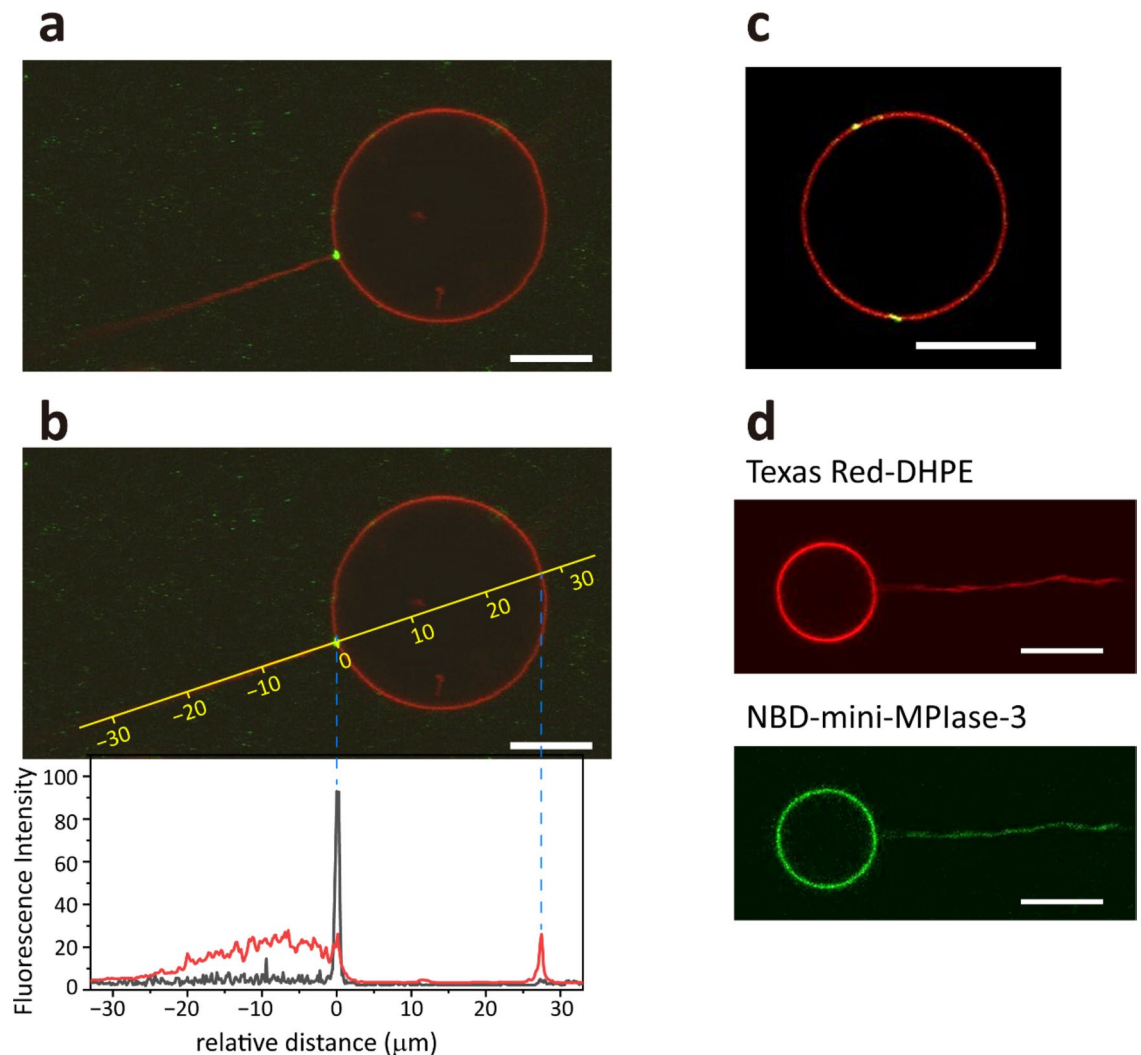 a
c
b
−30
−20
−10
0
10
20
30
Fluorescence Intensity
100
80
60
40
20
0
−30
−20
−10
0
10
20
30
relative distance (μm)
d
Texas Red-DHPE
NBD-mini-MPIase-3